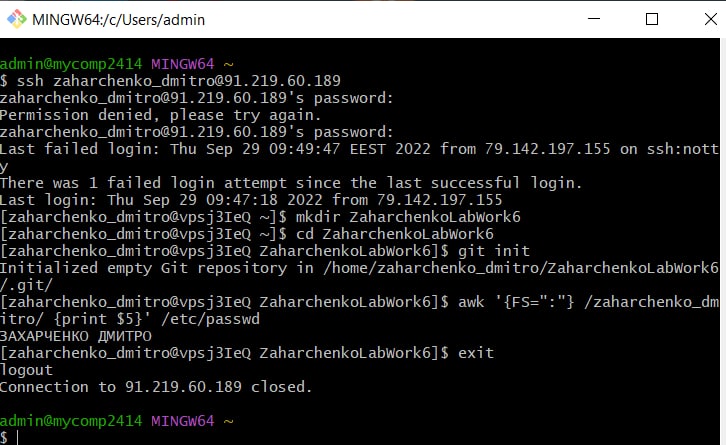 MINGW64:/c/Users/admin
admin@mycomp2414 MINGW64 ~
$ ssh zaharchenko_dmitro@91.219.60.189
zaharchenko_dmitro@91.219.60.189's password:
Permission denied, please try again.
zaharchenko_dmitro@91.219.60.189's password:
Last failed login: Thu Sep 29 09:49:47 EEST 2022 from 79.142.197.155 on ssh:nott
y
There was 1 failed login attempt since the last successful login.
Last login: Thu Sep 29 09:47:18 2022 from 79.142.197.155
[zaharchenko_dmitro@vpsj3IeQ ~]$ mkdir ZaharchenkoLabWork6
[zaharchenko_dmitro@vpsj3IeQ ~]$ cd ZaharchenkoLabWork6
[zaharchenko_dmitro@vpsj3IeQ ZaharchenkoLabWork6]$ git init
Initialized empty Git repository in /home/zaharchenko_dmitro/ZaharchenkoLabWork6
/.git/
[zaharchenko_dmitro@vpsj3IeQ ZaharchenkoLabWork6]$ awk '{FS=":"} /zaharchenko_dm
itro/ {print $5}' /etc/passwd
ЗАХАРЧЕНКО ДМИТРО
[zaharchenko_dmitro@vpsj3IeQ ZaharchenkoLabWork6]$ exit
logout
Connection to 91.219.60.189 closed.
admin@mycomp2414 MINGW64 ~
$